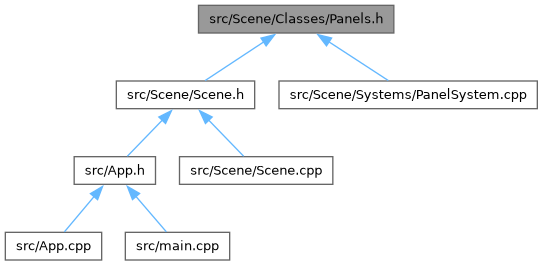 src/Scene/Classes/Panels.h
src/Scene/Scene.h
src/Scene/Systems/PanelSystem.cpp
src/App.h
src/Scene/Scene.cpp
src/App.cpp
src/main.cpp